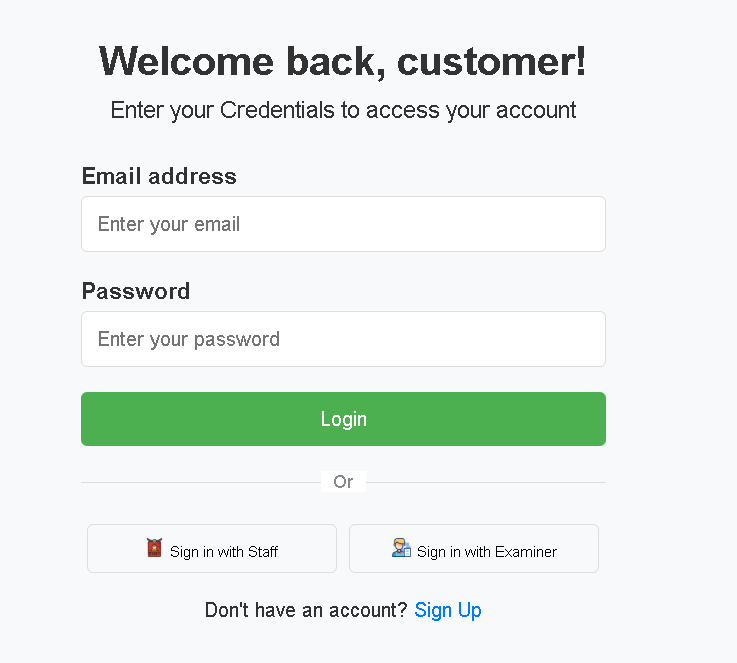 Welcome back, customer!
Enter your Credentials to access your account
Email address
Enter your email
Password
Enter your password
Login
Or
Sign in with Staff
Sign in with Examiner
Don't have an account? Sign Up